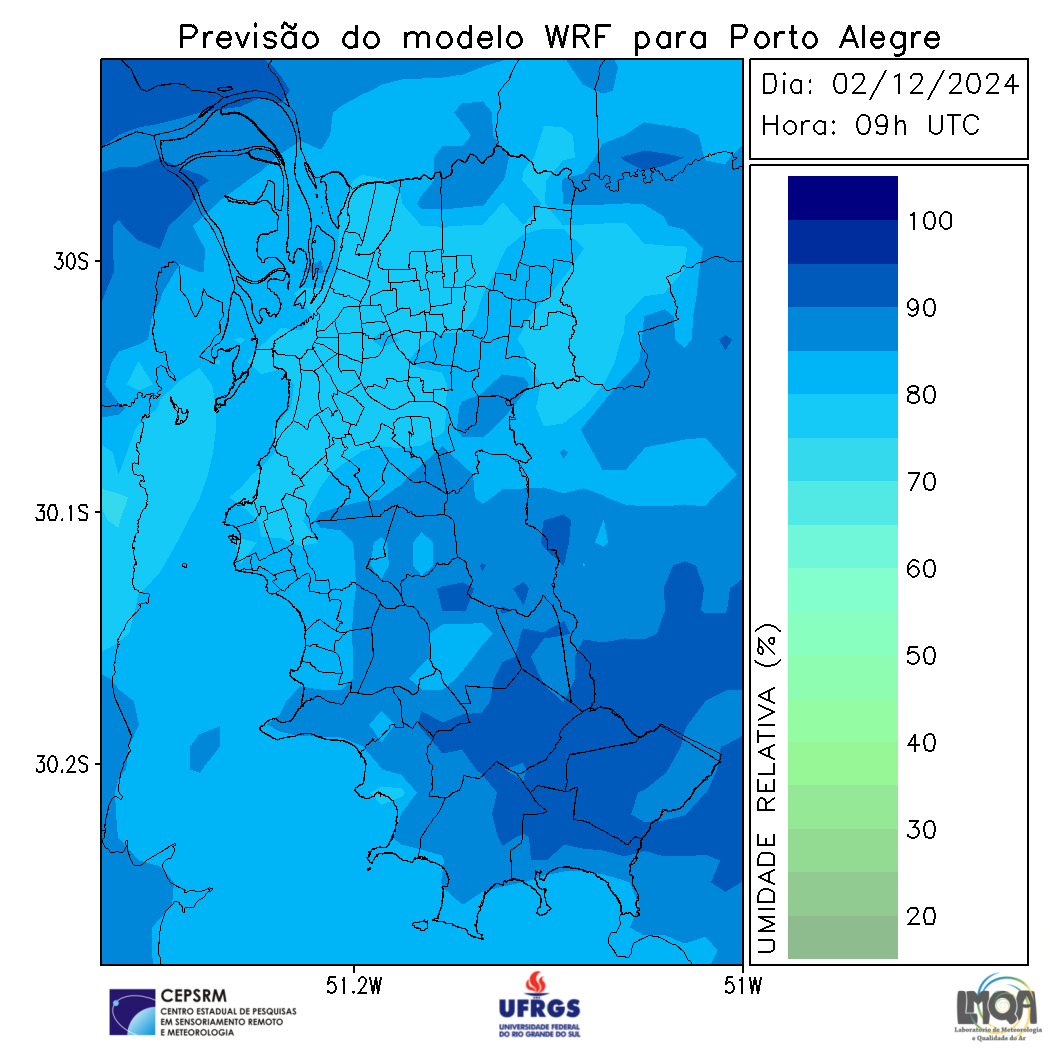 Previsão do modelo WRF para Porto Alegre
Dia: 02/12/2024
Hora: 09h UTC
30S
30.1S
30.2S
51.2W
51W
UMIDADE RELATIVA (%)
100
90
80
70
60
50
40
30
20
CEPSRM
CENTRO ESTADUAL DE PESQUISAS
EM SENSORIAMENTO REMOTO
E METEOROLOGIA
UFRGS
UNIVERSIDADE FEDERAL
DO RIO GRANDE DO SUL
LMQA
Laboratório de Meteorologia
e Qualidade do Ar